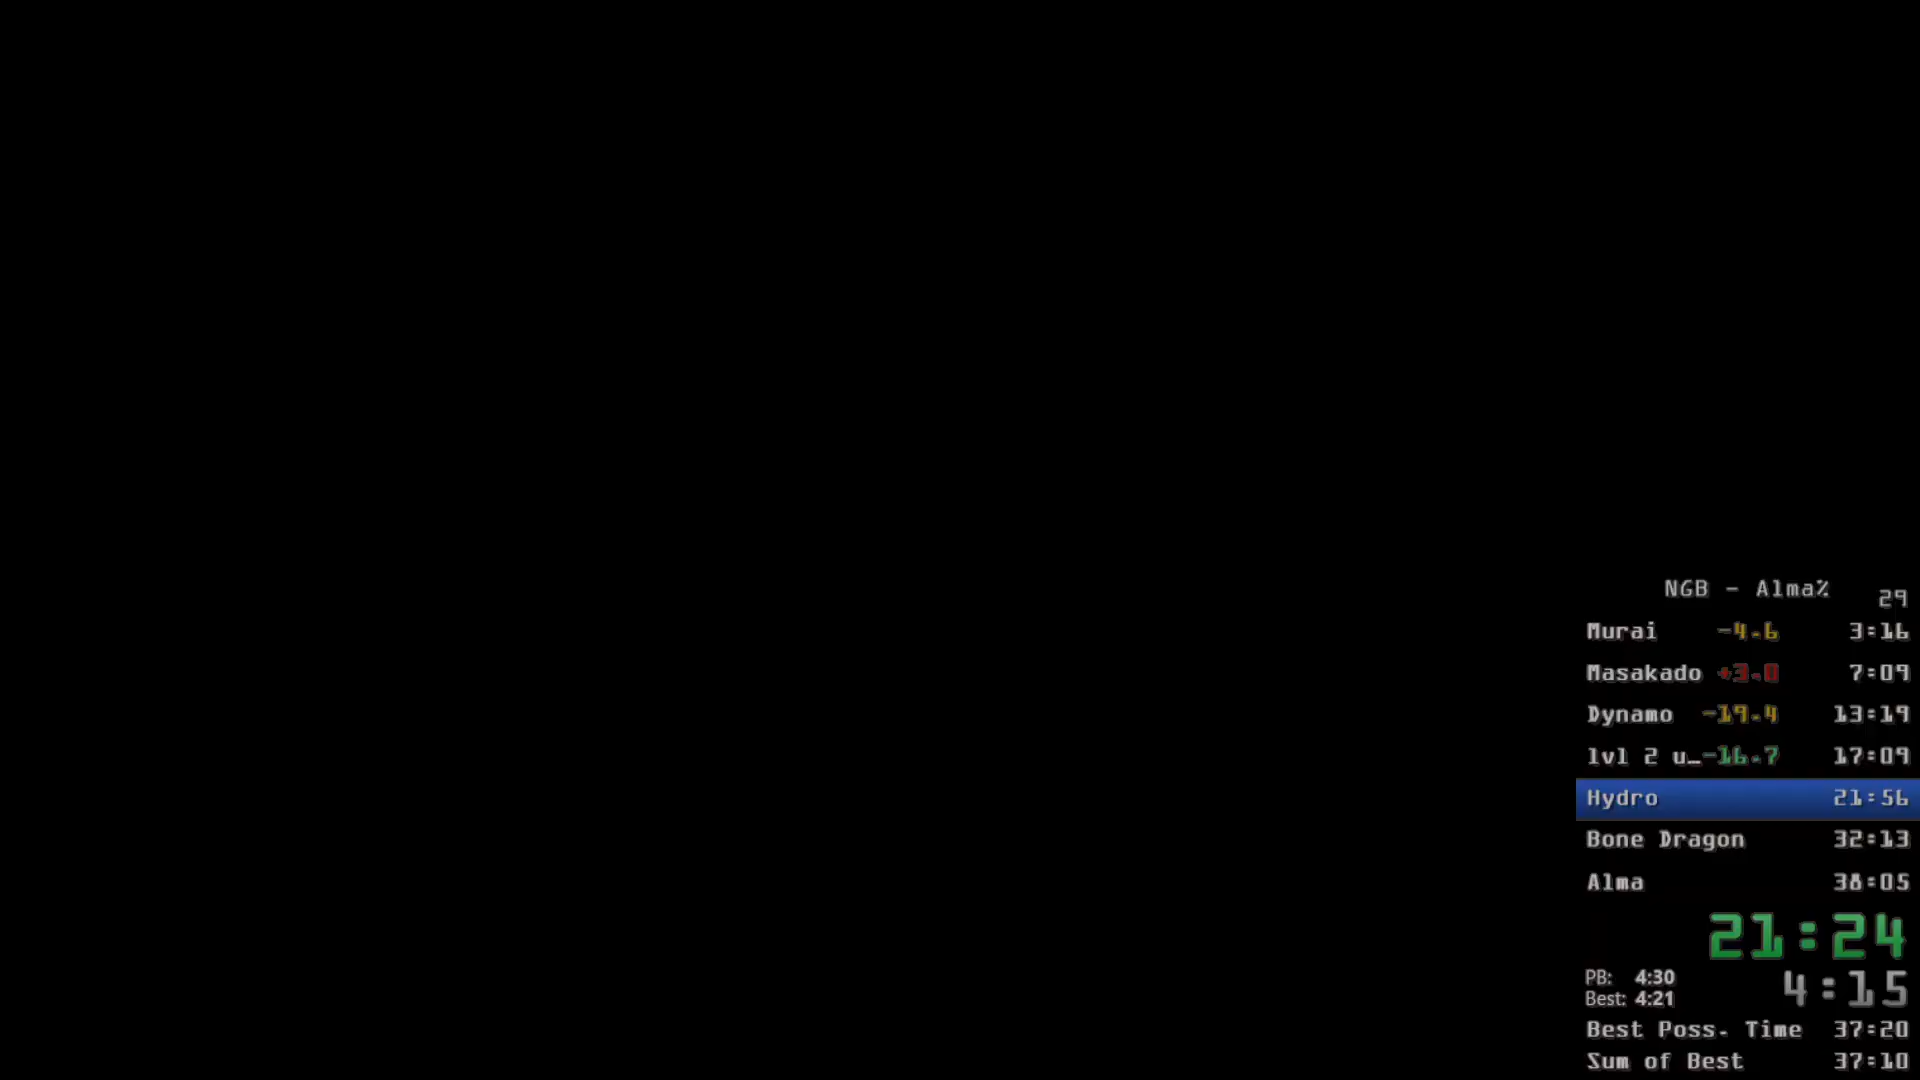 NGB - Alma%
29
Murai -4.6 3:16
Masakado +3.0 7:09
Dynamo -19.4 13:19
lvl 2 u…-16.7 17:09
Hydro 21:56
Bone Dragon 32:13
Alma 38:05
21:24
PB: 4:30
4:15
Best: 4:21
Best Poss. Time 37:20
Sum of Best 37:10